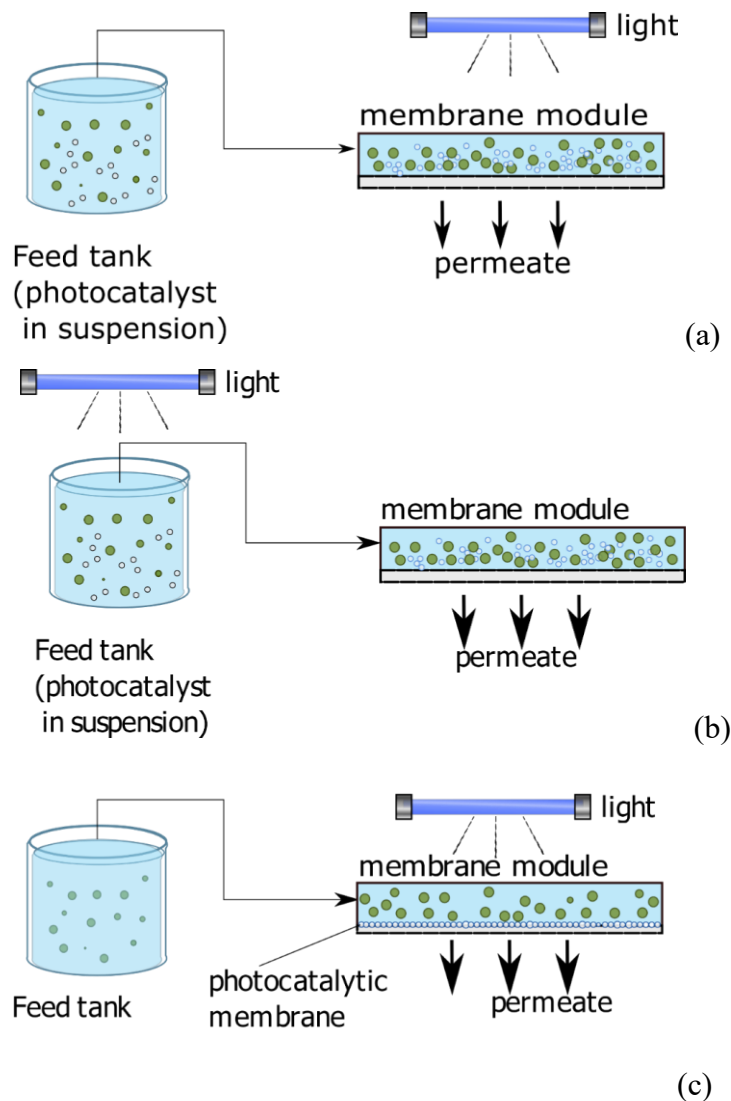 light
membrane module
permeate
Feed tank
(photocatalyst
in suspension)
(a)
light
membrane module
permeate
Feed tank
(photocatalyst
in suspension)
(b)
light
membrane module
photocatalytic
membrane
permeate
Feed tank
(c)